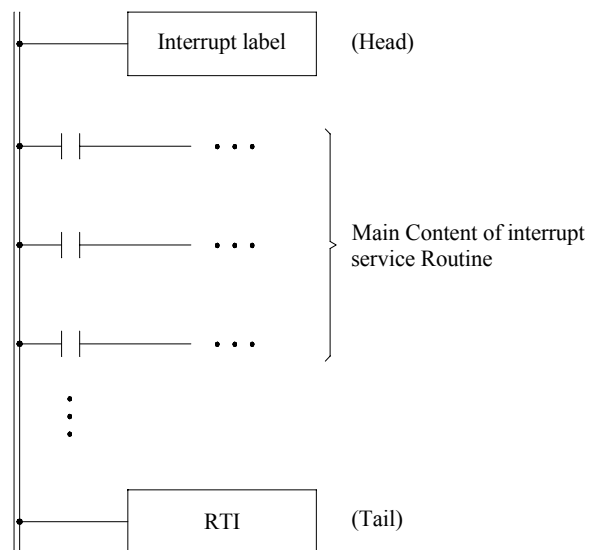 Interrupt label (Head)
Main Content of interrupt
service Routine
RTI (Tail)